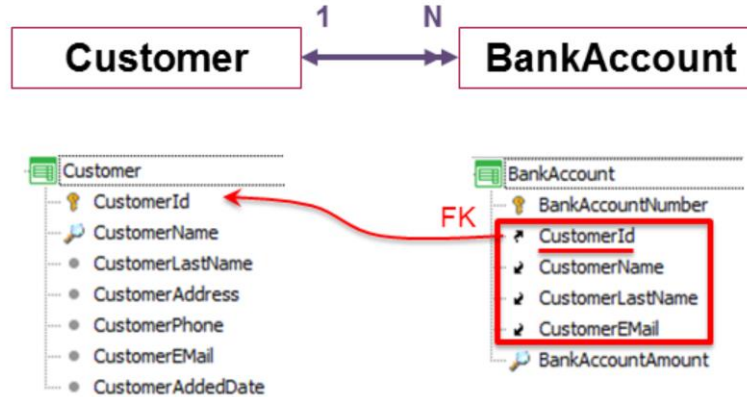 1 N
Customer BankAccount
Customer
CustomerId
CustomerName
CustomerLastName
CustomerAddress
CustomerPhone
CustomerEMail
CustomerAddedDate
FK
BankAccount
BankAccountNumber
CustomerId
CustomerName
CustomerLastName
CustomerEMail
BankAccountAmount